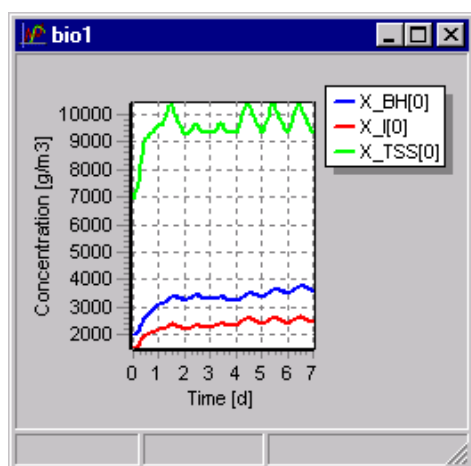 bio1
X_BH[0]
X_I[0]
X_TSS[0]
Concentration [g/m3]
10000
9000
8000
7000
6000
5000
4000
3000
2000
0 1 2 3 4 5 6 7
Time [d]